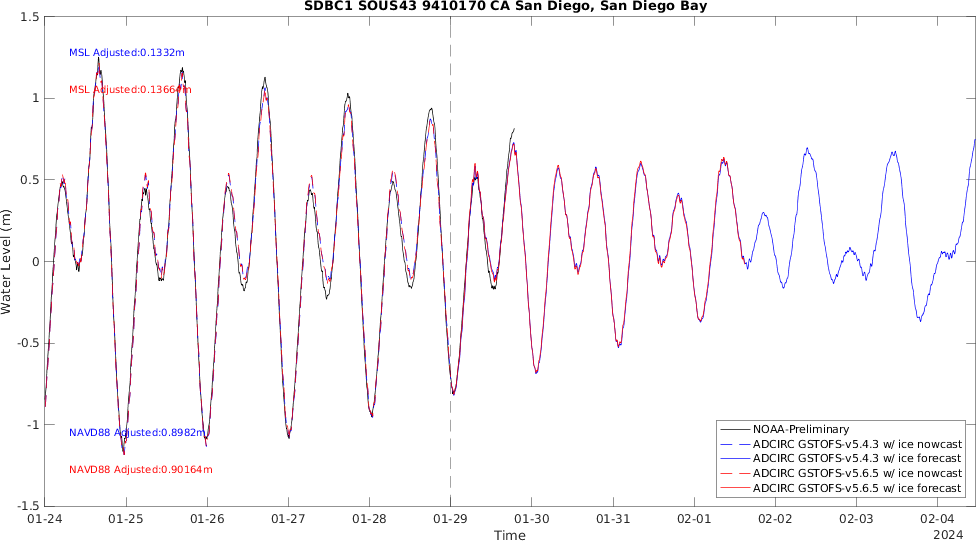 SDBC1 SOUS43 9410170 CA San Diego, San Diego Bay
1.5
MSL Adjusted:0.1332m
MSL Adjusted:0.13664m
1
0.5
0
Water Level (m)
-0.5
-1
NAVD88 Adjusted:0.8982m
NAVD88 Adjusted:0.90164m
-1.5
NOAA-Preliminary
ADCIRC GSTOFS-v5.4.3 w/ ice nowcast
ADCIRC GSTOFS-v5.4.3 w/ ice forecast
ADCIRC GSTOFS-v5.6.5 w/ ice nowcast
ADCIRC GSTOFS-v5.6.5 w/ ice forecast
01-24 01-25 01-26 01-27 01-28 01-29 01-30 01-31 02-01 02-02 02-03 02-04
Time
2024